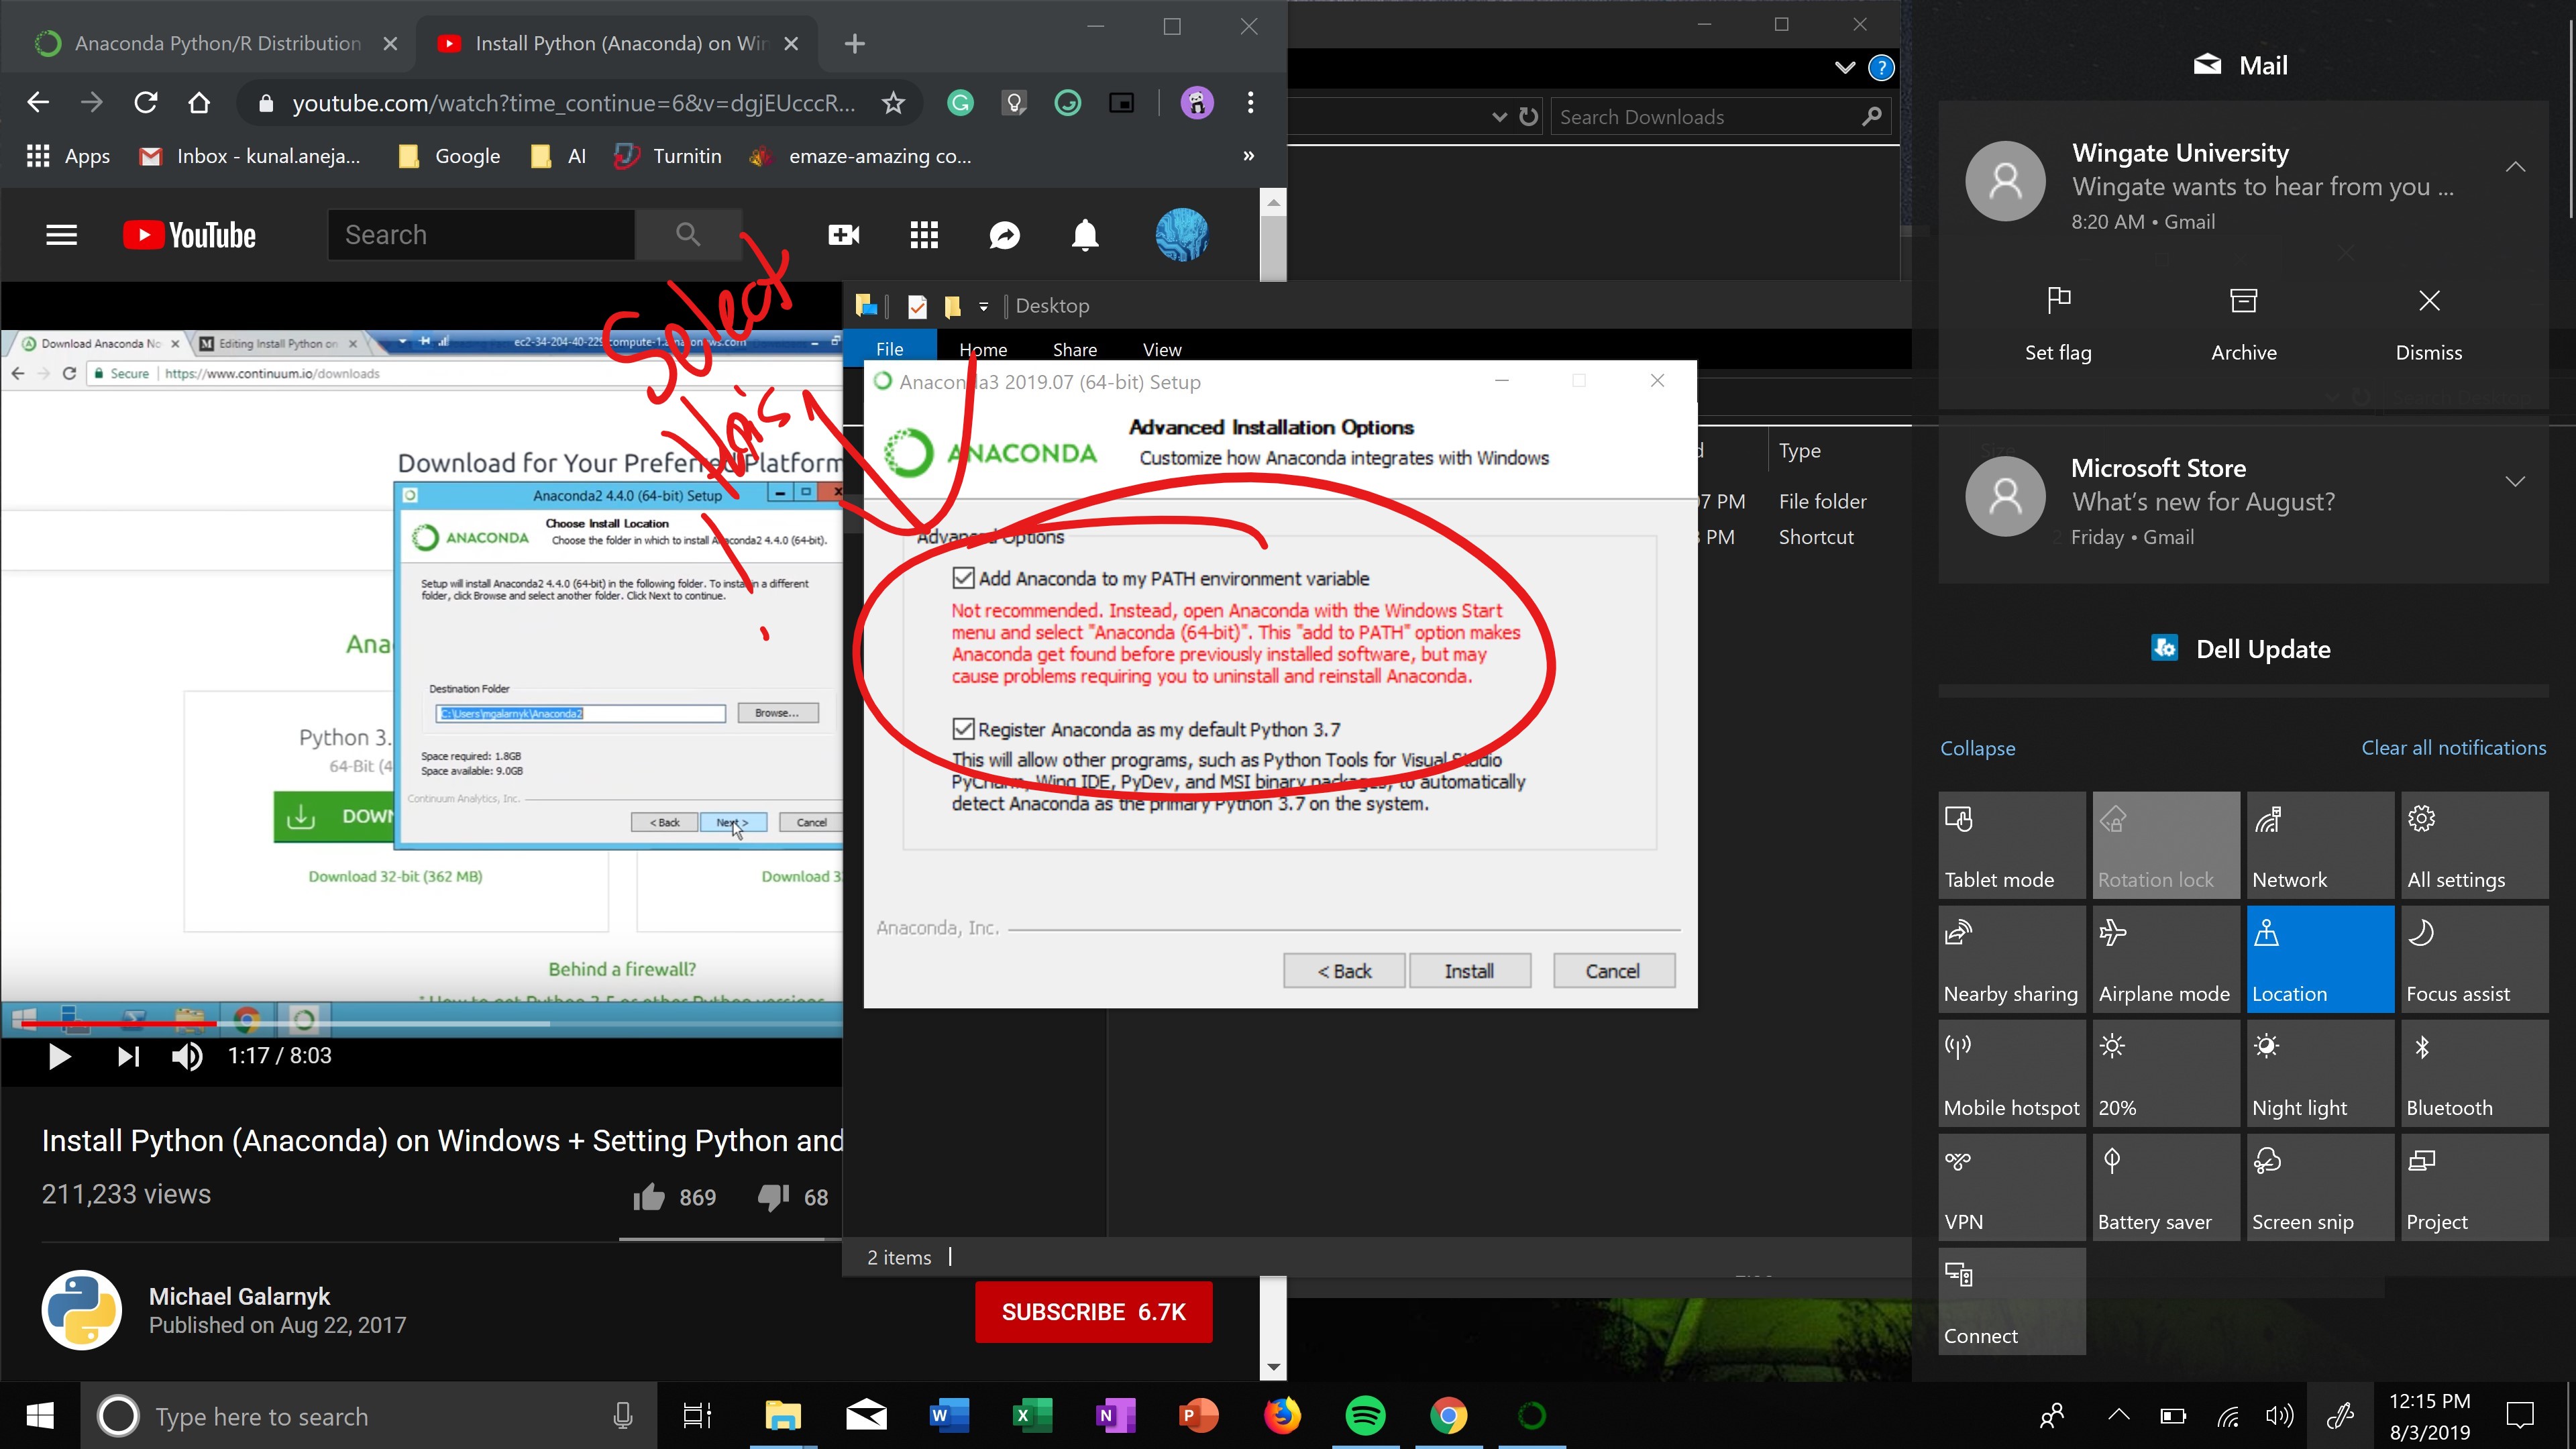 Anaconda Python/R Distribution
Install Python (Anaconda) on Win
youtube.com/watch?time_continue=6&v=dgjEUcccR...
Apps
Inbox - kunal.aneja...
Google
AI
Turnitin
emaze-amazing co...
»
YouTube
Search
Select
this
!
Download Anaconda No
Editing Install Python on
Secure
https://www.continuum.io/downloads
Download for Your Preferred Platform
Anaconda2 4.4.0 (64-bit) Setup
ANACONDA
Choose Install Location
Choose the folder in which to install Anaconda2 4.4.0 (64-bit).
Setup will install Anaconda2 4.4.0 (64-bit) in the following folder. To install in a different
folder, click Browse and select another folder. Click Next to continue.
Ana
Destination Folder
C:\Users\mgalarnyk\Anaconda2
Browse...
Python 3.
64-Bit (4
Space required: 1.8GB
Space available: 9.0GB
Continuum Analytics, Inc.
DOWN
< Back
Next >
Cancel
Download 32-bit (362 MB)
Download 3
Behind a firewall?
* How to get Python 3.5 or other Python versions
1:17 / 8:03
Install Python (Anaconda) on Windows + Setting Python and
211,233 views
869
68
Michael Galarnyk
Published on Aug 22, 2017
SUBSCRIBE 6.7K
Search Downloads
Desktop
File
Home
Share
View
Anaconda3 2019.07 (64-bit) Setup
ANACONDA
Advanced Installation Options
Customize how Anaconda integrates with Windows
Advanced Options
Add Anaconda to my PATH environment variable
Not recommended. Instead, open Anaconda with the Windows Start
menu and select "Anaconda (64-bit)". This "add to PATH" option makes
Anaconda get found before previously installed software, but may
cause problems requiring you to uninstall and reinstall Anaconda.
Register Anaconda as my default Python 3.7
This will allow other programs, such as Python Tools for Visual Studio
PyCharm, Wing IDE, PyDev, and MSI binary packages, to automatically
detect Anaconda as the primary Python 3.7 on the system.
Anaconda, Inc.
< Back
Install
Cancel
d
Type
07 PM
File folder
PM
Shortcut
2 items
Mail
Wingate University
Wingate wants to hear from you ...
8:20 AM • Gmail
Set flag
Archive
Dismiss
Microsoft Store
What's new for August?
Friday • Gmail
Dell Update
Collapse
Clear all notifications
Tablet mode
Rotation lock
Network
All settings
Nearby sharing
Airplane mode
Location
Focus assist
Mobile hotspot
20%
Night light
Bluetooth
VPN
Battery saver
Screen snip
Project
Connect
Type here to search
12:15 PM
8/3/2019